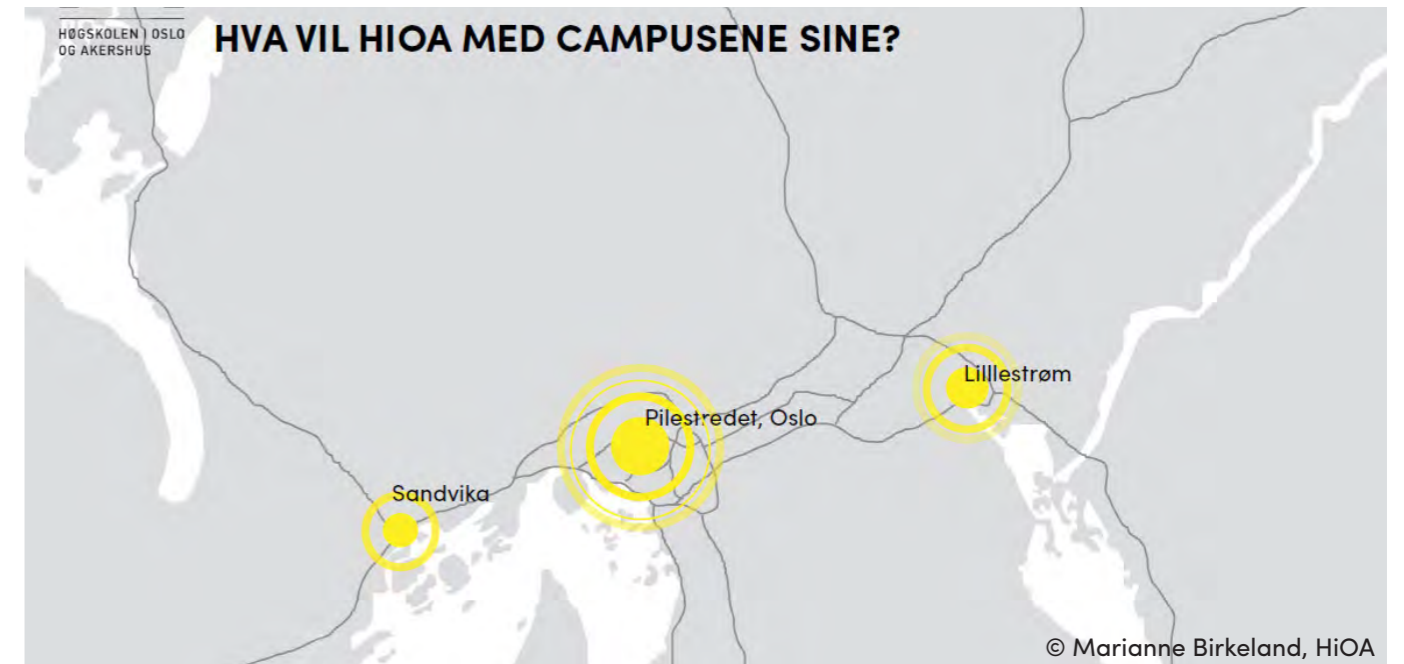 HØGSKOLEN I OSLO
OG AKERSHUS
HVA VIL HIOA MED CAMPUSENE SINE?
Lilllestrøm
Pilestredet, Oslo
Sandvika
© Marianne Birkeland, HiOA